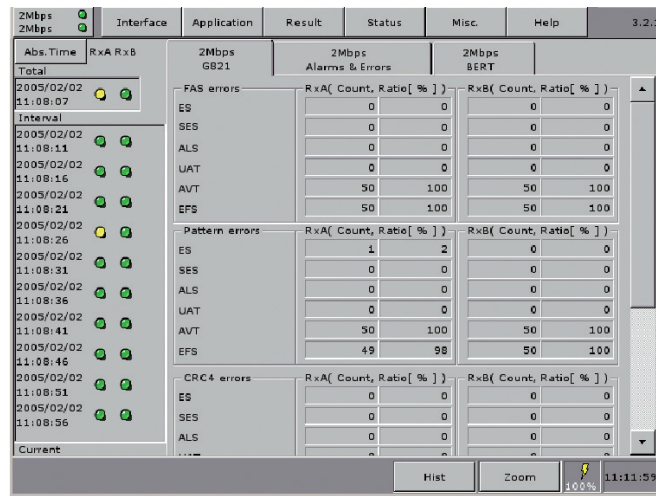 2Mbps
2Mbps
Interface Application Result Status Misc. Help 3.2.
Abs.Time RxA RxB
Total
2005/02/02
11:08:07
Interval
2005/02/02
11:08:11
2005/02/02
11:08:16
2005/02/02
11:08:21
2005/02/02
11:08:26
2005/02/02
11:08:31
2005/02/02
11:08:36
2005/02/02
11:08:41
2005/02/02
11:08:46
2005/02/02
11:08:51
2005/02/02
11:08:56
Current
2Mbps
G821
2Mbps
Alarms & Errors
2Mbps
BERT
FAS errors RxA( Count, Ratio[ % ] ) RxB( Count, Ratio[ % ] )
ES 0 0 0 0
SES 0 0 0 0
ALS 0 0 0 0
UAT 0 0 0 0
AVT 50 100 50 100
EFS 50 100 50 100
Pattern errors RxA( Count, Ratio[ % ] ) RxB( Count, Ratio[ % ] )
ES 1 2 0 0
SES 0 0 0 0
ALS 0 0 0 0
UAT 0 0 0 0
AVT 50 100 50 100
EFS 49 98 50 100
CRC4 errors RxA( Count, Ratio[ % ] ) RxB( Count, Ratio[ % ] )
ES 0 0 0 0
SES 0 0 0 0
ALS 0 0 0 0
Hist Zoom 100% 11:11:59